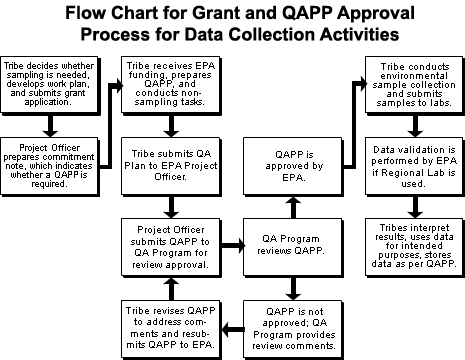 Flow Chart for Grant and QAPP Approval
Process for Data Collection Activities
Tribe decides whether
sampling is needed,
develops work plan,
and submits grant
application.
Project Officer
prepares commitment
note, which indicates
whether a QAPP is
required.
Tribe receives EPA
funding, prepares
QAPP, and
conducts non-
sampling tasks.
Tribe submits QA
Plan to EPA Project
Officer.
Project Officer
submits QAPP to
QA Program for
review approval.
QA Program
reviews QAPP.
QAPP is
approved by
EPA.
QAPP is not
approved; QA
Program provides
review comments.
Tribe revises QAPP
to address com-
ments and resub-
mits QAPP to EPA.
Tribe conducts
environmental
sample collection
and submits
samples to labs.
Data validation is
performed by EPA
if Regional Lab is
used.
Tribes interpret
results, uses data
for intended
purposes, stores
data as per QAPP.